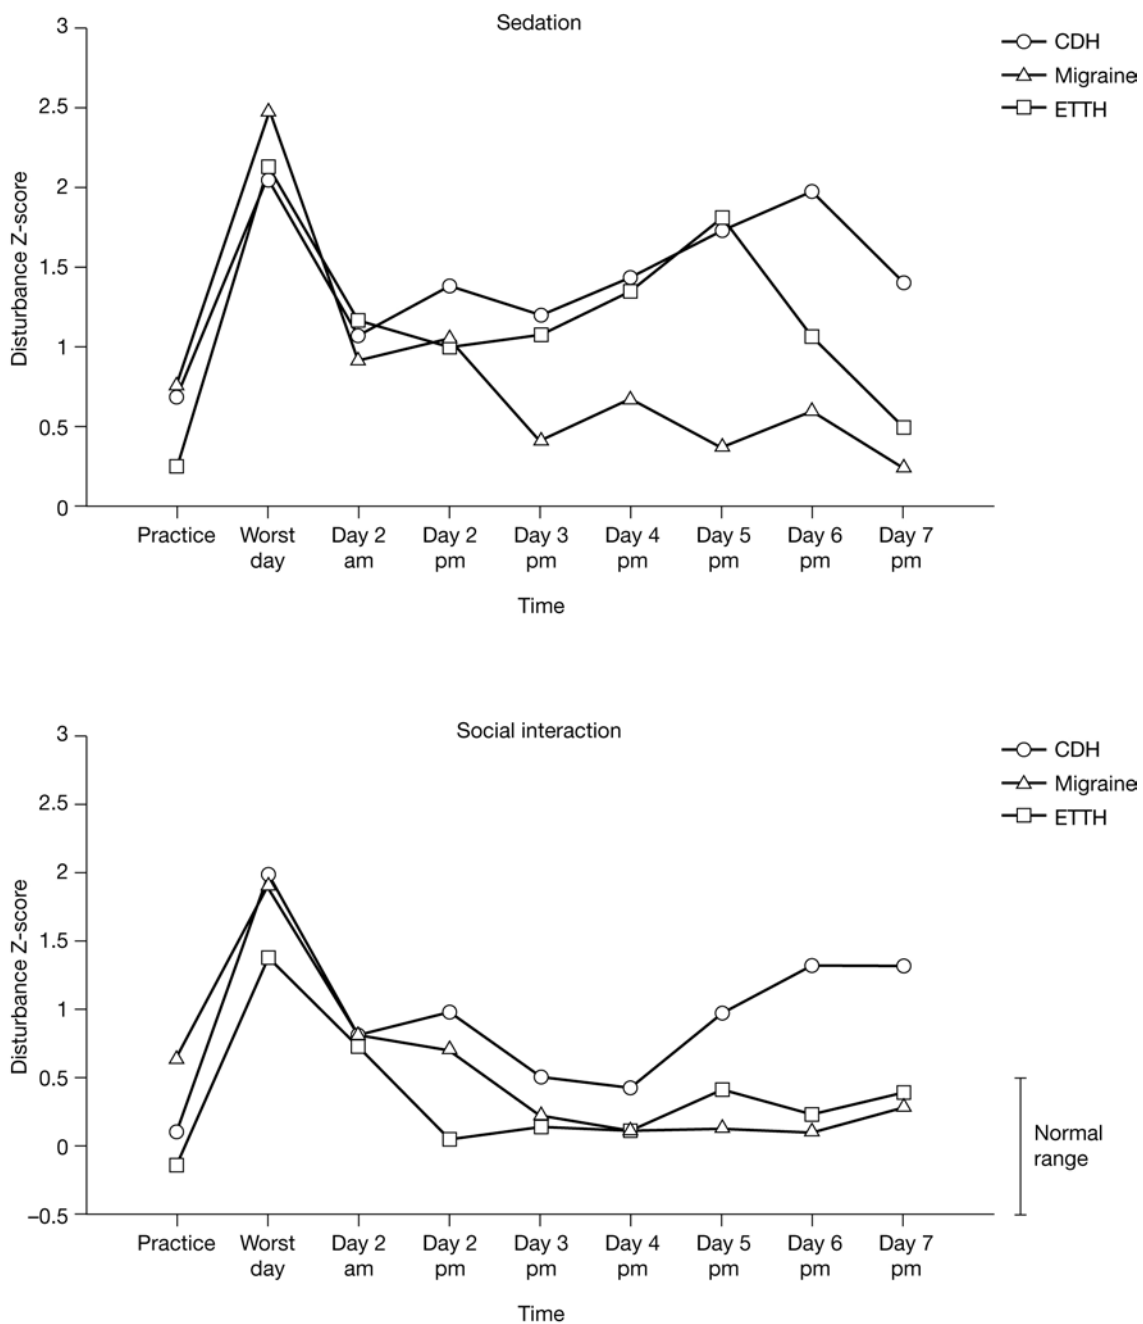 Sedation
CDH
Migraine
ETTH
Disturbance Z-score
3
2.5
2
1.5
1
0.5
0
Practice
Worst
day
Day 2
am
Day 2
pm
Day 3
pm
Day 4
pm
Day 5
pm
Day 6
pm
Day 7
pm
Time
Social interaction
CDH
Migraine
ETTH
Disturbance Z-score
3
2.5
2
1.5
1
0.5
0
−0.5
Normal
range
Practice
Worst
day
Day 2
am
Day 2
pm
Day 3
pm
Day 4
pm
Day 5
pm
Day 6
pm
Day 7
pm
Time